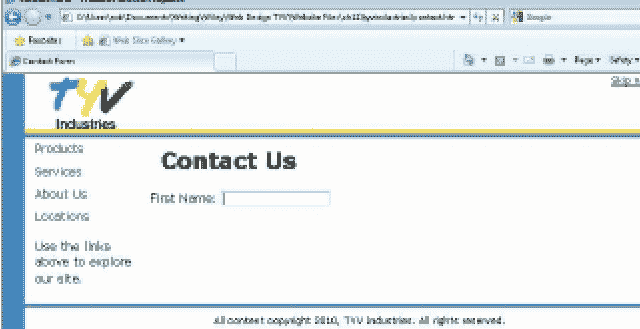 Google
Favorites
Web Slice Gallery
Contact Form
Page
Safety
TYV
Industries
Products
Services
About Us
Locations
Use the links
above to explore
our site.
Contact Us
First Name:
All content copyright 2010, TYV Industries. All rights reserved.